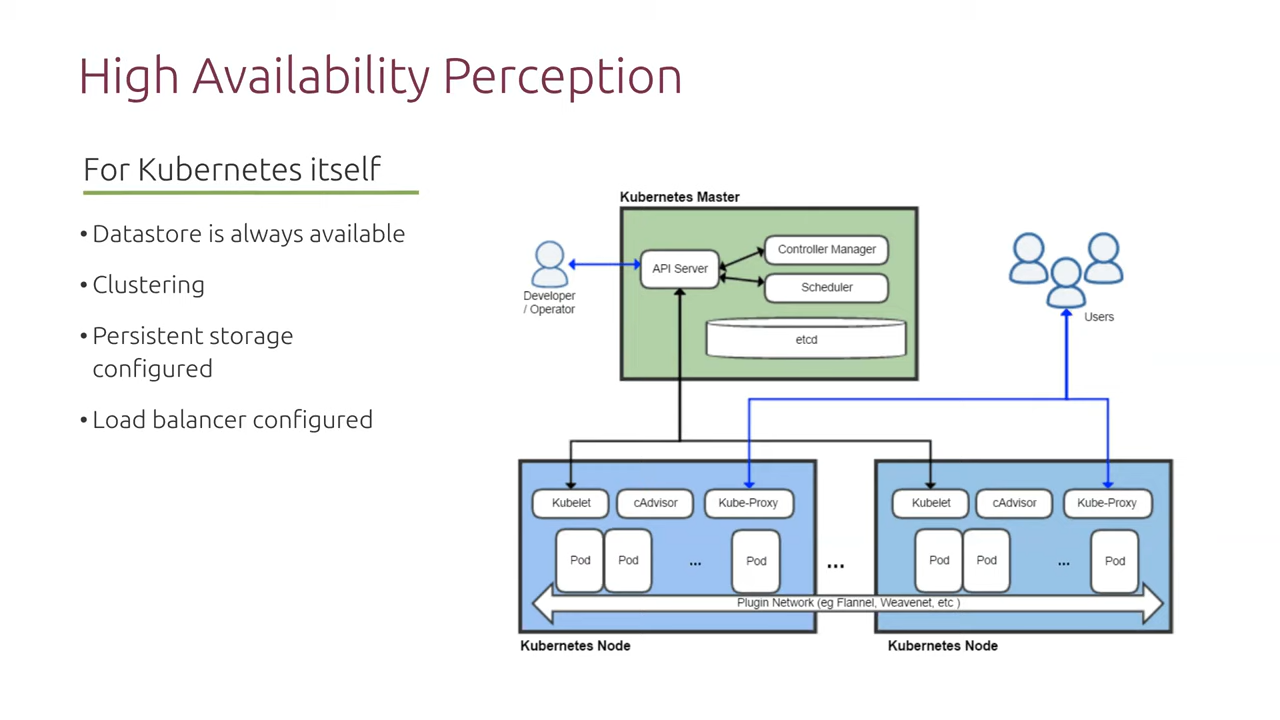 High Availability Perception
For Kubernetes itself
• Datastore is always available
• Clustering
• Persistent storage
configured
• Load balancer configured
Kubernetes Master
API Server
Controller Manager
Scheduler
etcd
Developer
/ Operator
Users
Kubelet
cAdvisor
Kube-Proxy
Pod
Pod
...
Pod
Kubernetes Node
...
Kubelet
cAdvisor
Kube-Proxy
Pod
Pod
...
Pod
Plugin Network (eg Flannel, Weavenet, etc )
Kubernetes Node